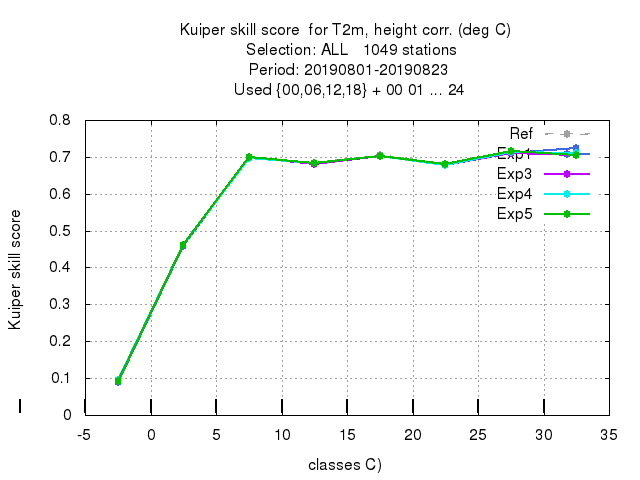 Kuiper skill score for T2m, height corr. (deg C)
Selection: ALL 1049 stations
Period: 20190801-20190823
Used {00,06,12,18} + 00 01 ... 24
Kuiper skill score
0.8
0.7
0.6
0.5
0.4
0.3
0.2
0.1
0
Ref
Exp1
Exp3
Exp4
Exp5
-5 0 5 10 15 20 25 30 35
classes C)